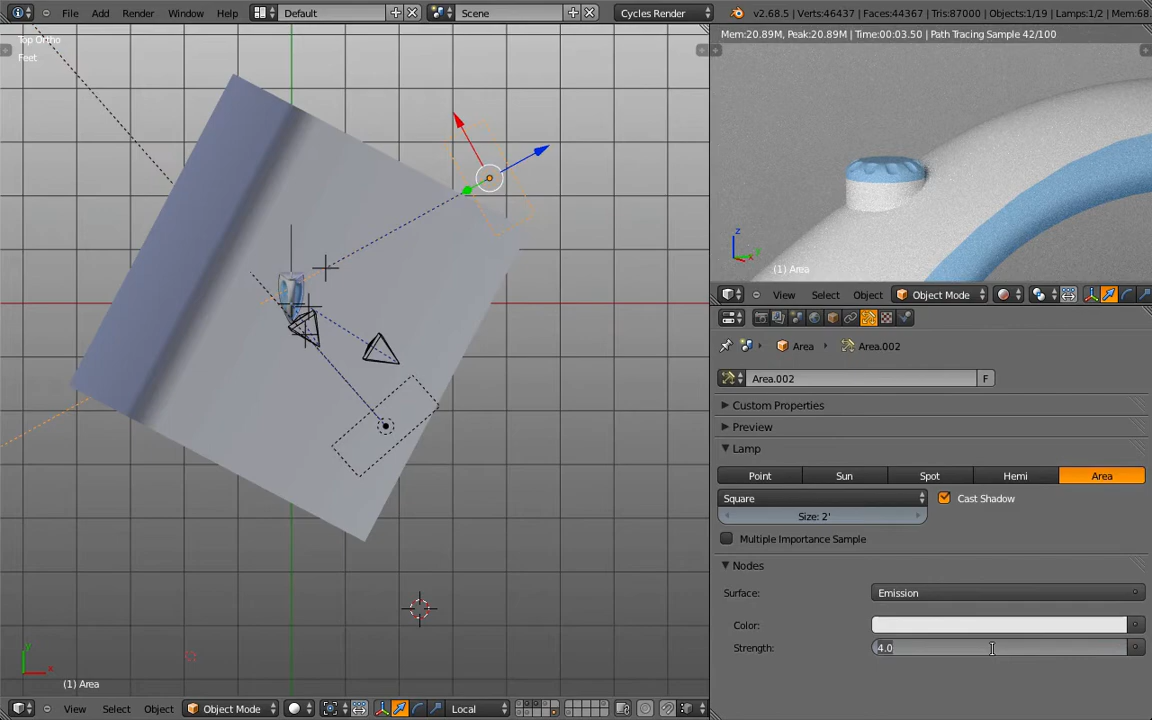 File Add Render Window Help Default Scene Cycles Render v2.68.5 | Verts:46437 | Faces:44367 | Tris:87000 | Objects:1/19 | Lamps:1/2 | Mem:68.
Top Ortho
Feet
Mem:20.89M, Peak:20.89M | Time:00:03.50 | Path Tracing Sample 42/100
z
y
(1) Area
View Select Object Object Mode
Area Area.002
Area.002 F
Custom Properties
Preview
Lamp
Point Sun Spot Hemi Area
Square Cast Shadow
Size: 2'
Multiple Importance Sample
Nodes
Surface: Emission
Color:
Strength: 4.0
y
x
(1) Area
View Select Object Object Mode Local